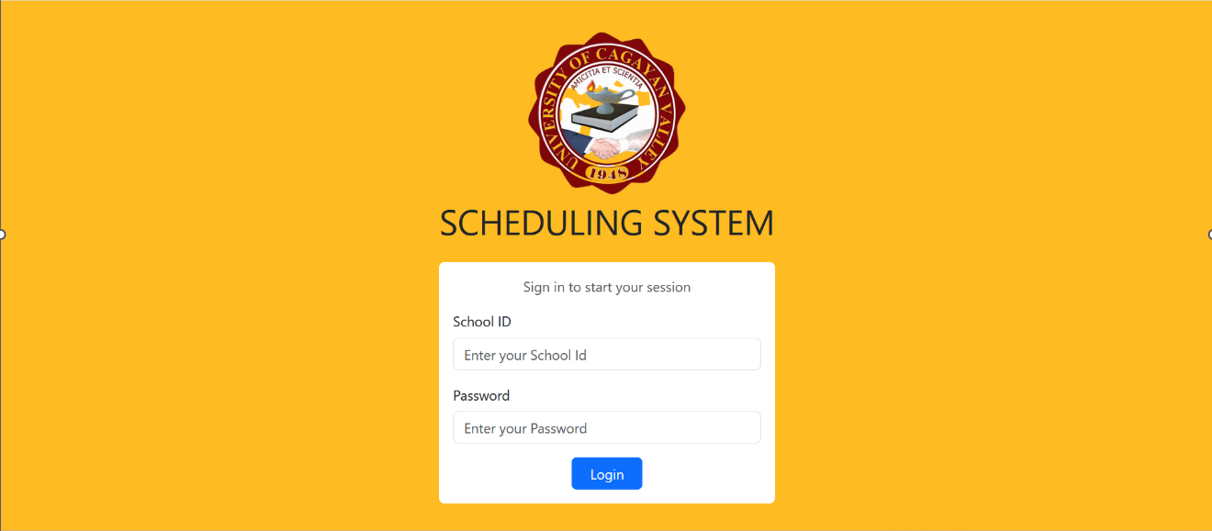 UNIVERSITY OF CAGAYAN VALLEY
AMICITIA ET SCIENTIA
1948
SCHEDULING SYSTEM
Sign in to start your session
School ID
Enter your School Id
Password
Enter your Password
Login